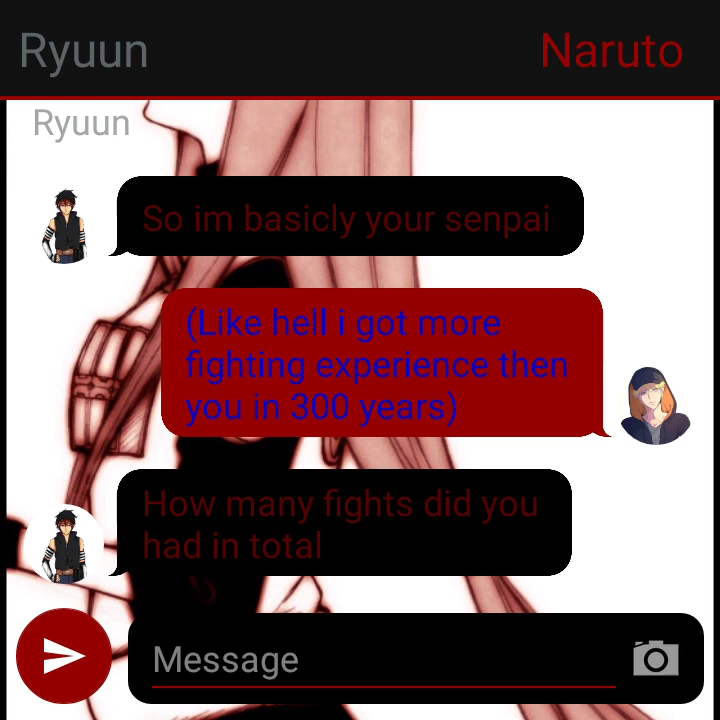 Ryuun Naruto
Ryuun
So im basicly your senpai
(Like hell i got more
fighting experience then
you in 300 years)
How many fights did you
had in total
Message